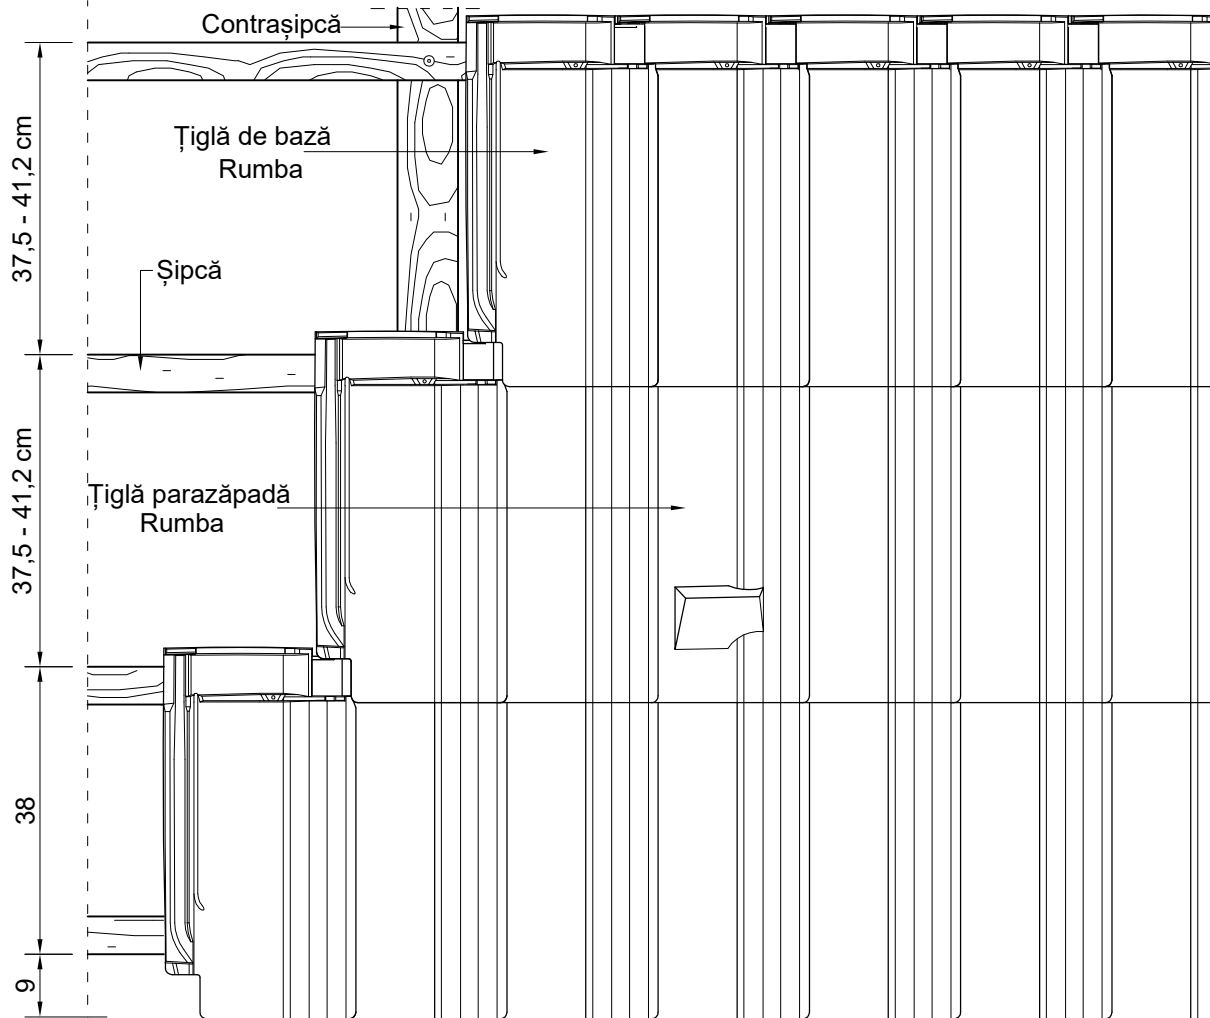 Contrașipcă
Țiglă de bază
Rumba
37,5 - 41,2 cm
Șipcă
37,5 - 41,2 cm
Țiglă parazăpadă
Rumba
38
9